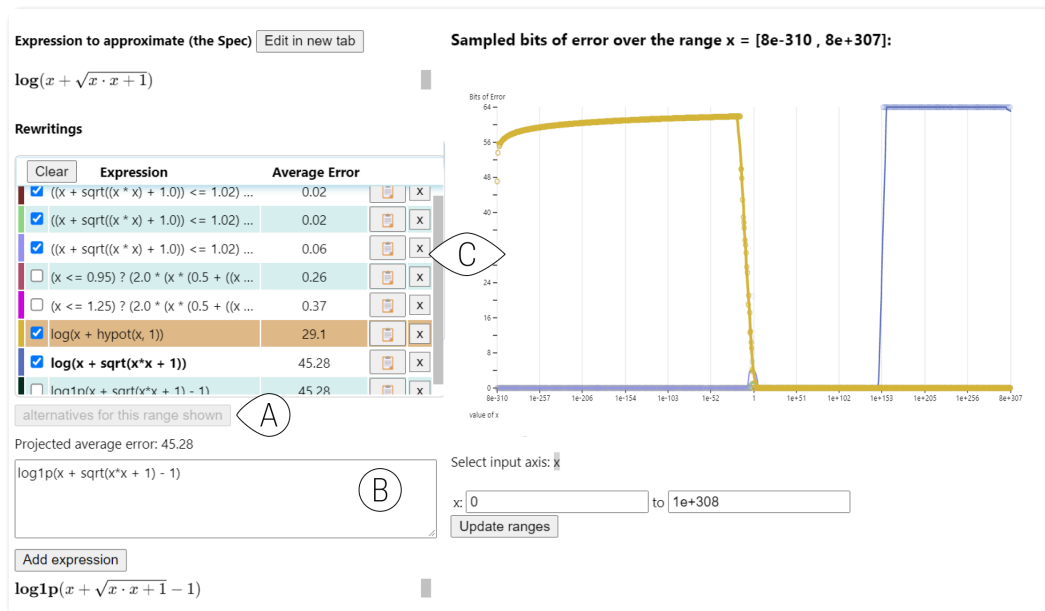 Expression to approximate (the Spec) Edit in new tab
log(x + √x · x + 1)
Rewritings
Clear Expression Average Error
((x + sqrt((x * x) + 1.0)) <= 1.02) ... 0.02 x
((x + sqrt((x * x) + 1.0)) <= 1.02) ... 0.02 x
((x + sqrt((x * x) + 1.0)) <= 1.02) ... 0.06 x
(x <= 0.95) ? (2.0 * (x * (0.5 + ((x ... 0.26 x
(x <= 1.25) ? (2.0 * (x * (0.5 + ((x ... 0.37 x
log(x + hypot(x, 1)) 29.1 x
log(x + sqrt(x*x + 1)) 45.28 x
log1p(x + sqrt(x*x + 1) - 1) 45.28 x
alternatives for this range shown
A
Projected average error: 45.28
log1p(x + sqrt(x*x + 1) - 1)
B
Add expression
log1p(x + √x · x + 1 − 1)
Sampled bits of error over the range x = [8e-310 , 8e+307]:
Bits of Error
64
56
48
40
C
24
16
8
0
8e-310 1e-257 1e-206 1e-154 1e-103 1e-52 1 1e+51 1e+102 1e+153 1e+205 1e+256 8e+307
value of x
Select input axis: x
x: 0 to 1e+308
Update ranges